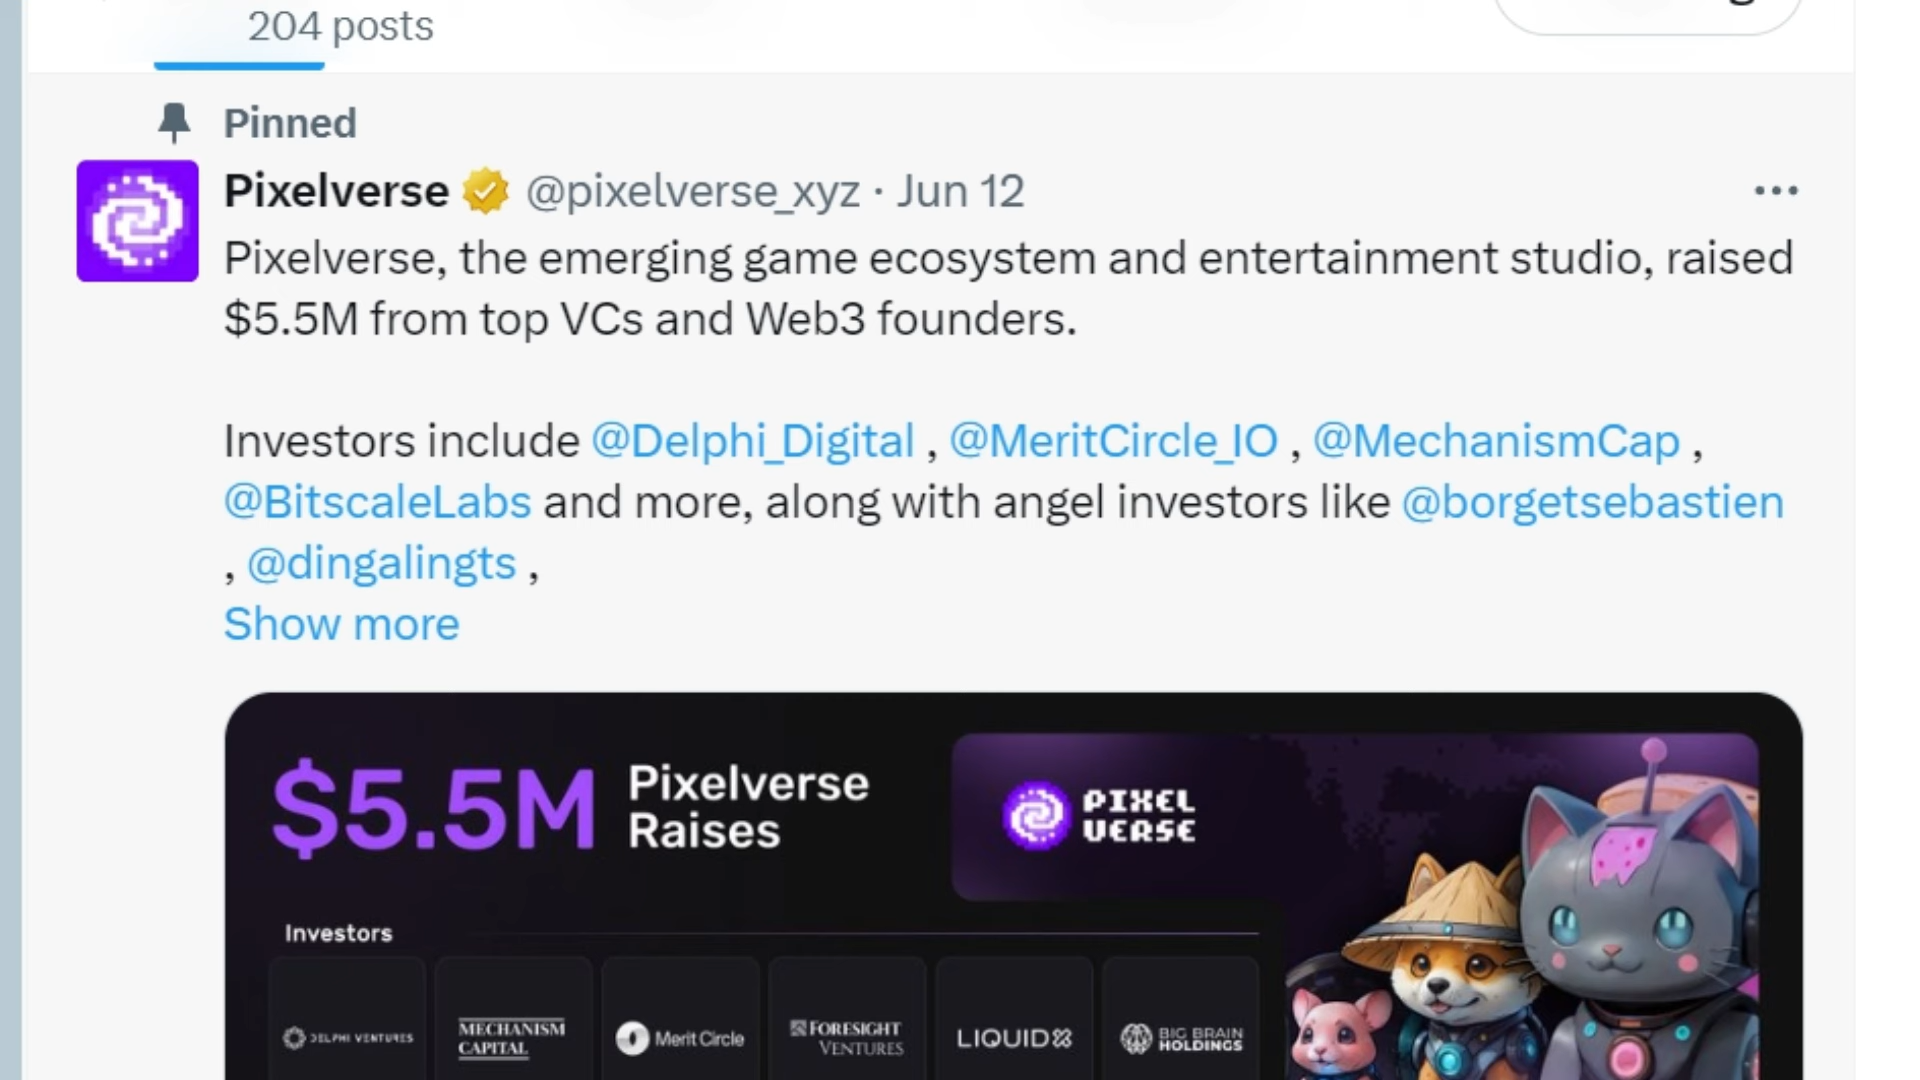 204 posts
Pinned
Pixelverse @pixelverse_xyz · Jun 12
Pixelverse, the emerging game ecosystem and entertainment studio, raised
$5.5M from top VCs and Web3 founders.
Investors include @Delphi_Digital , @MeritCircle_IO , @MechanismCap ,
@BitscaleLabs and more, along with angel investors like @borgetsebastien
, @dingalingts ,
Show more
$5.5M
Pixelverse
Raises
PIXEL
VERSE
Investors
DELPHI VENTURES
MECHANISM
CAPITAL
Merit Circle
FORESIGHT
VENTURES
LIQUID
BIG BRAIN
HOLDINGS